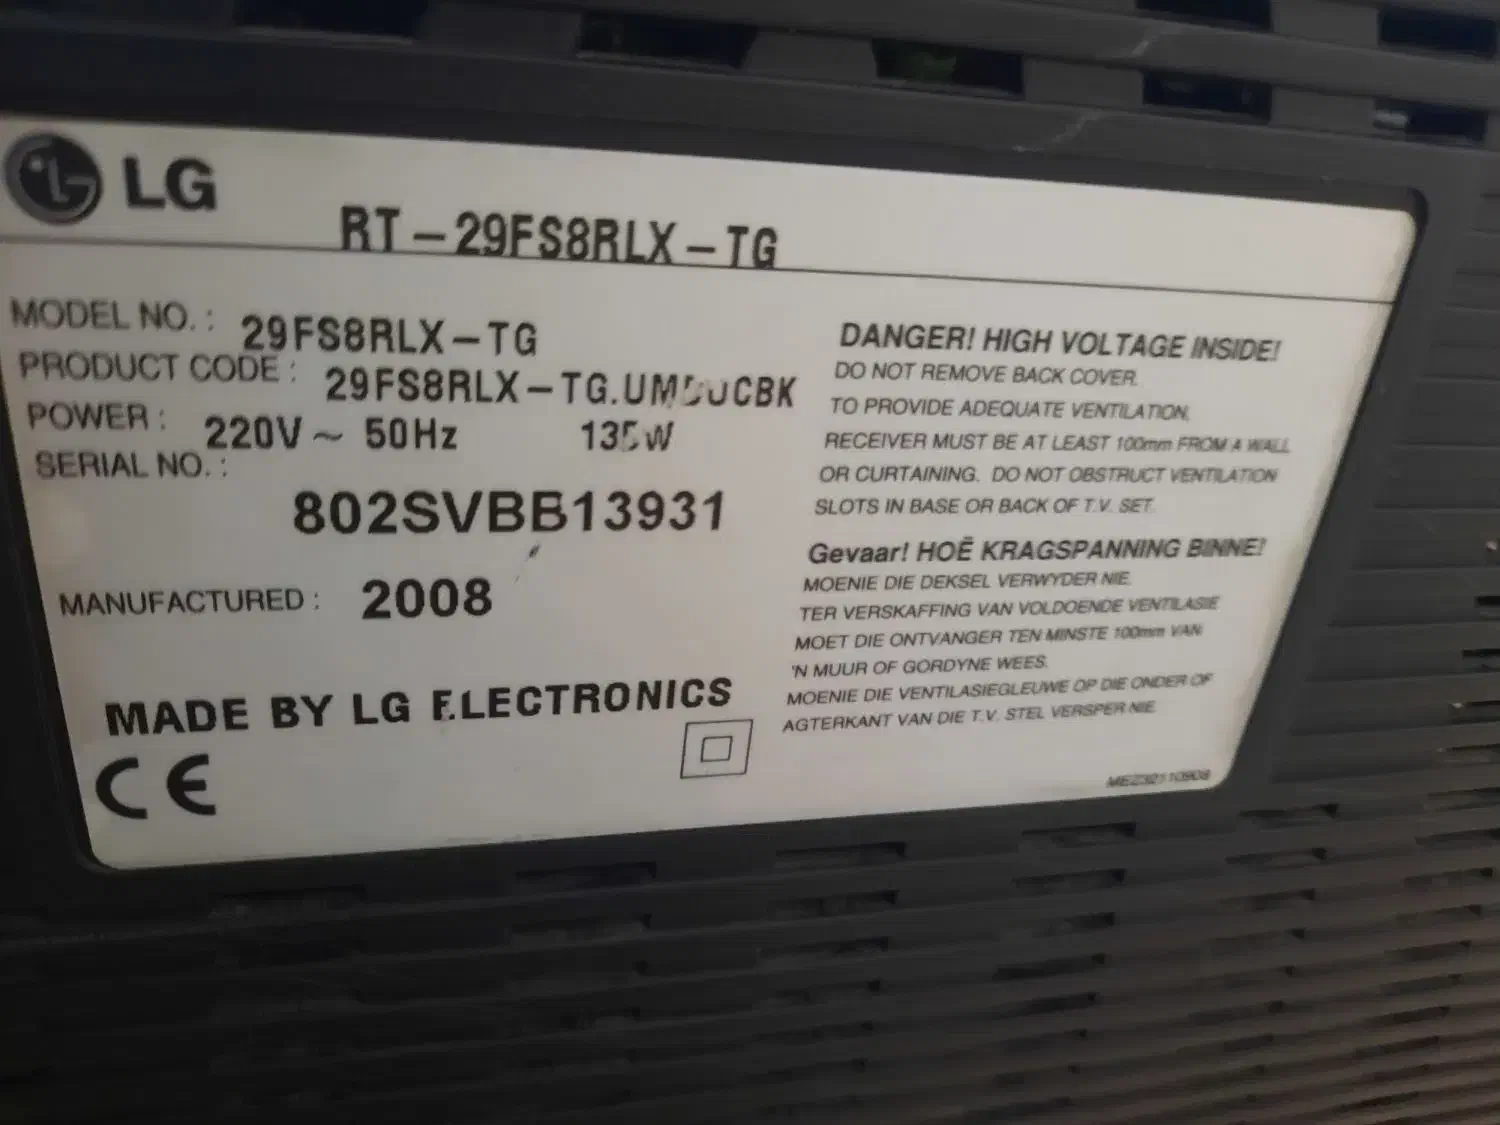 LG
RT-29FS8RLX-TG
MODEL NO. : 29FS8RLX-TG
PRODUCT CODE :
POWER : 220V ~ 50Hz 135W
SERIAL NO. :
802SVBB13931
MANUFACTURED : 2008
MADE BY LG ELECTRONICS
CE
DANGER! HIGH VOLTAGE INSIDE!
DO NOT REMOVE BACK COVER.
TO PROVIDE ADEQUATE VENTILATION,
RECEIVER MUST BE AT LEAST 100mm FROM A WALL
OR CURTAINING. DO NOT OBSTRUCT VENTILATION
SLOTS IN BASE OR BACK OF T.V. SET.
Gevaar! HOË KRAGSPANNING BINNE!
MOENIE DIE DEKSEL VERWYDER NIE.
TER VERSKAFFING VAN VOLDOENDE VENTILASIE
MOET DIE ONTVANGER TEN MINSTE 100mm VAN
'N MUUR OF GORDYNE WEES.
MOENIE DIE VENTILASIEGLEUWE OP DIE ONDER OF
AGTERKANT VAN DIE T.V. STEL VERSPER NIE.